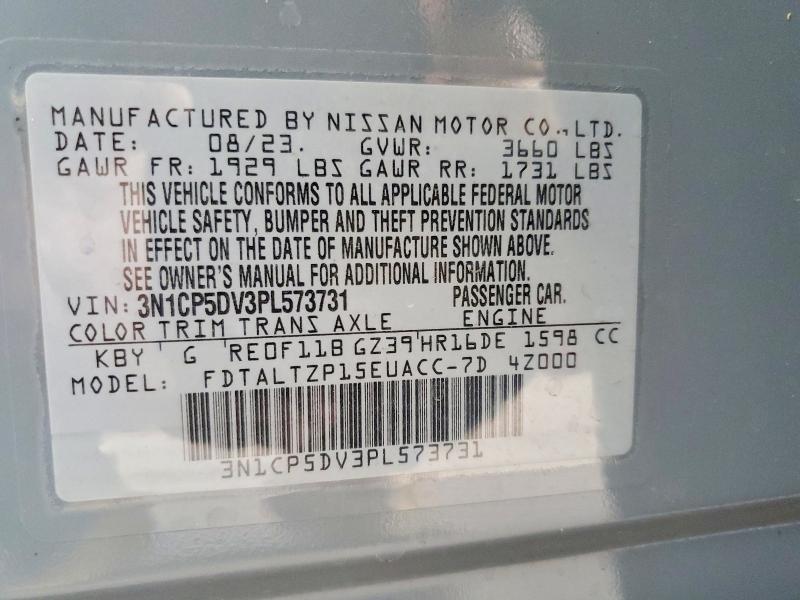 MANUFACTURED BY NISSAN MOTOR CO., LTD.
DATE: 08/23. GVWR: 3660 LBS
GAWR FR: 1929 LBS GAWR RR: 1731 LBS
THIS VEHICLE CONFORMS TO ALL APPLICABLE FEDERAL MOTOR
VEHICLE SAFETY, BUMPER AND THEFT PREVENTION STANDARDS
IN EFFECT ON THE DATE OF MANUFACTURE SHOWN ABOVE.
SEE OWNER'S MANUAL FOR ADDITIONAL INFORMATION.
VIN: 3N1CP5DV3PL573731 PASSENGER CAR.
COLOR TRIM TRANS AXLE ENGINE
KBY G RE0F11B GZ39 HR16DE 1598 CC
MODEL: FDTALTZP15EUACC-7D 4Z000
3N1CP5DV3PL573731